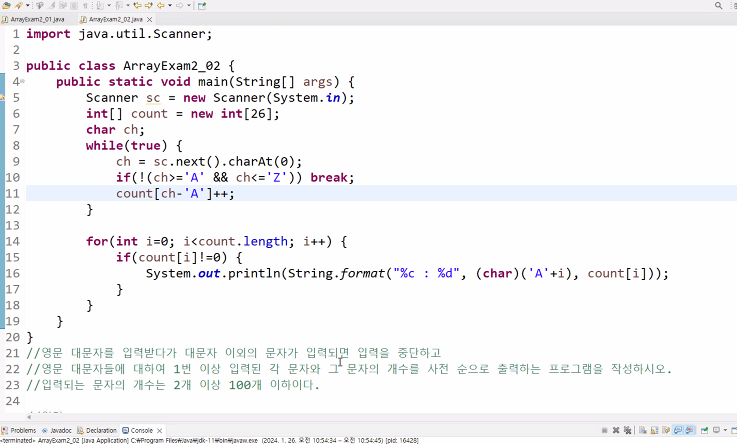 ArrayExam2_01.java ArrayExam2_02.java
1 import java.util.Scanner;
2
3 public class ArrayExam2_02 {
4 public static void main(String[] args) {
5 Scanner sc = new Scanner(System.in);
6 int[] count = new int[26];
7 char ch;
8 while(true) {
9 ch = sc.next().charAt(0);
10 if(!(ch>='A' && ch<='Z')) break;
11 count[ch-'A']++;
12 }
13
14 for(int i=0; i<count.length; i++) {
15 if(count[i]!=0) {
16 System.out.println(String.format("%c : %d", (char)('A'+i), count[i]));
17 }
18 }
19 }
20 }
21 //영문 대문자를 입력받다가 대문자 이외의 문자가 입력되면 입력을 중단하고
22 //영문 대문자들에 대하여 1번 이상 입력된 각 문자와 그 문자의 개수를 사전 순으로 출력하는 프로그램을 작성하시오.
23 //입력되는 문자의 개수는 2개 이상 100개 이하이다.
24
Problems Javadoc Declaration Console
<terminated> ArrayExam2_02 [Java Application] C:₩Program Files₩Java₩jdk-11₩bin₩javaw.exe (2024. 1. 26. 오전 10:54:34 – 오전 10:54:45) [pid: 16428]